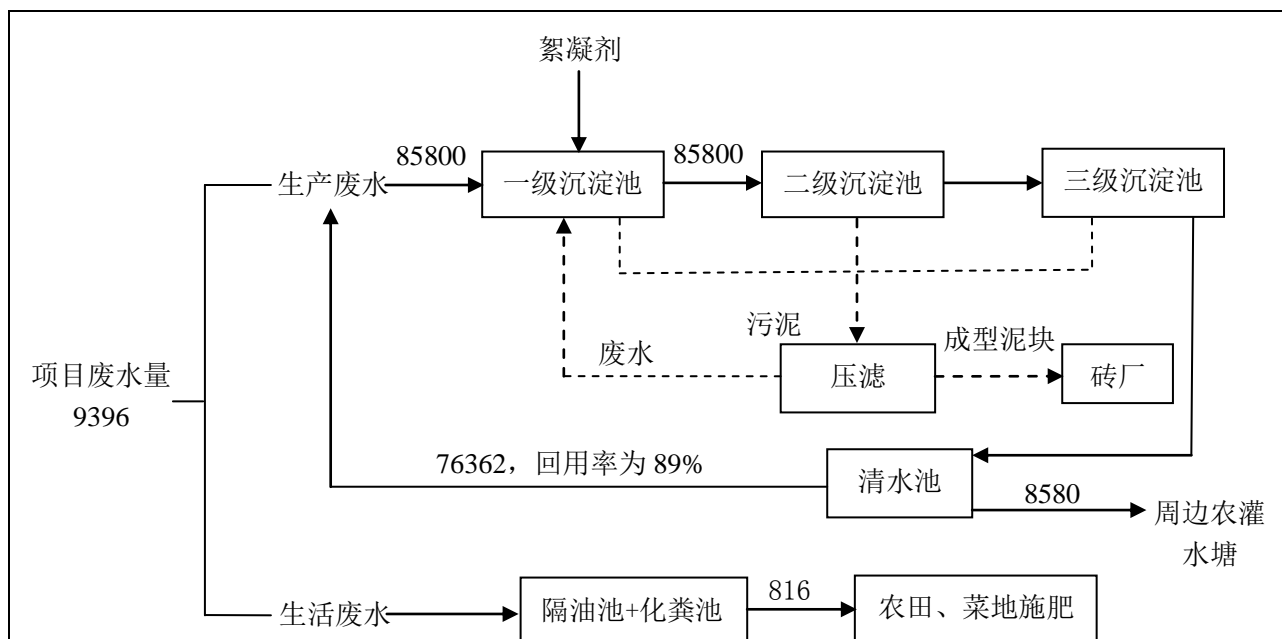 絮凝剂
85800
85800
生产废水
一级沉淀池
二级沉淀池
三级沉淀池
污泥
成型泥块
废水
压滤
砖厂
项目废水量
9396
76362，回用率为 89%
清水池
8580
周边农灌
水塘
生活废水
隔油池+化粪池
816
农田、菜地施肥